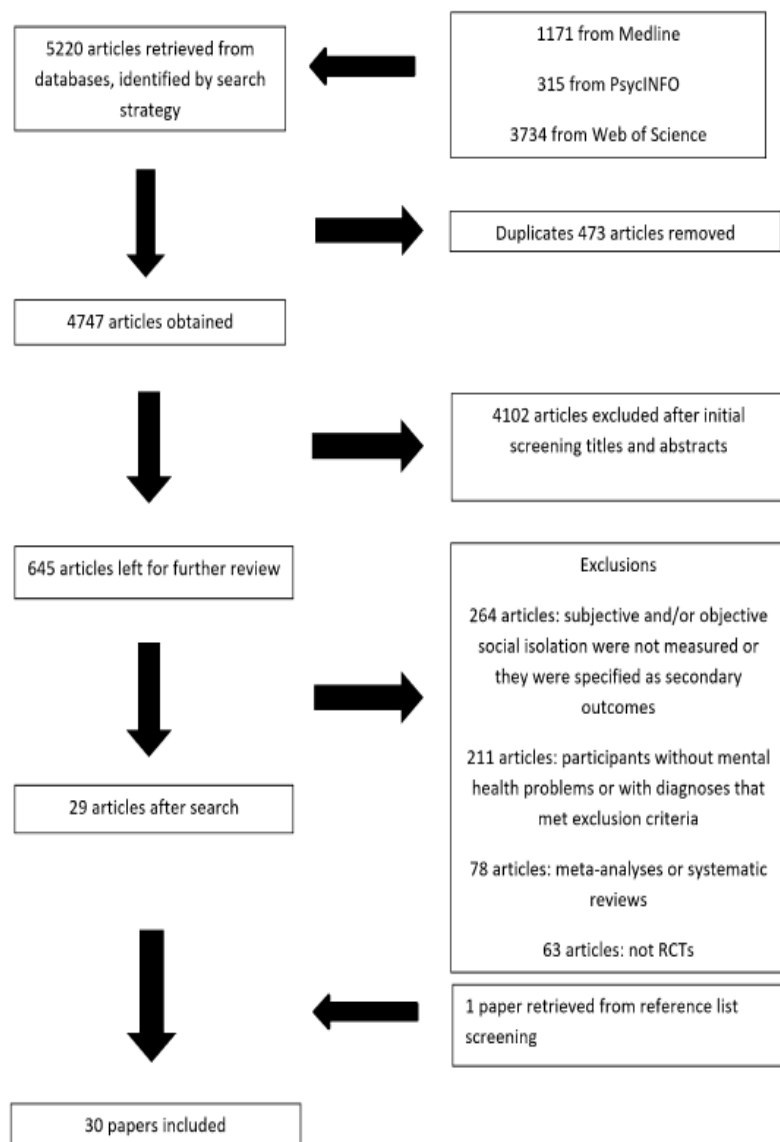 5220 articles retrieved from
databases, identified by search
strategy
1171 from Medline
315 from PsycINFO
3734 from Web of Science
Duplicates 473 articles removed
4747 articles obtained
4102 articles excluded after initial
screening titles and abstracts
645 articles left for further review
Exclusions
264 articles: subjective and/or objective
social isolation were not measured or
they were specified as secondary
outcomes
211 articles: participants without mental
health problems or with diagnoses that
met exclusion criteria
78 articles: meta-analyses or systematic
reviews
63 articles: not RCTs
29 articles after search
1 paper retrieved from reference list
screening
30 papers included